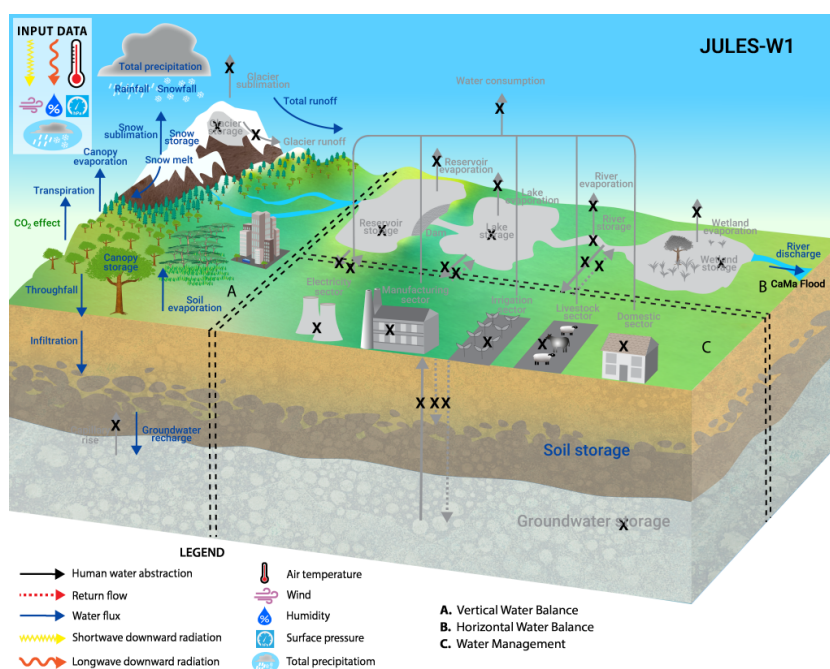 INPUT DATA
JULES-W1
Total precipitation
Rainfall
Snowfall
Glacier
sublimation
Water consumption
Total runoff
Glacier
storage
Snow
sublimation
Snow
storage
Glacier runoff
Canopy
evaporation
Snow melt
Reservoir
evaporation
Lake
evaporation
River
evaporation
Transpiration
CO2 effect
Reservoir
storage
Dam
Lake
storage
River
storage
Wetland
evaporation
Wetland
storage
River
discharge
Canopy
storage
A
B
CaMa Flood
Throughfall
Soil
evaporation
Electricity
sector
Manufacturing
sector
Irrigation
sector
Livestock
sector
Domestic
sector
C
Infiltration
rise
Groundwater
recharge
Soil storage
Groundwater storage
LEGEND
Human water abstraction
Return flow
Water flux
Shortwave downward radiation
Longwave downward radiation
Air temperature
Wind
Humidity
Surface pressure
Total precipitatiom
A. Vertical Water Balance
B. Horizontal Water Balance
C. Water Management